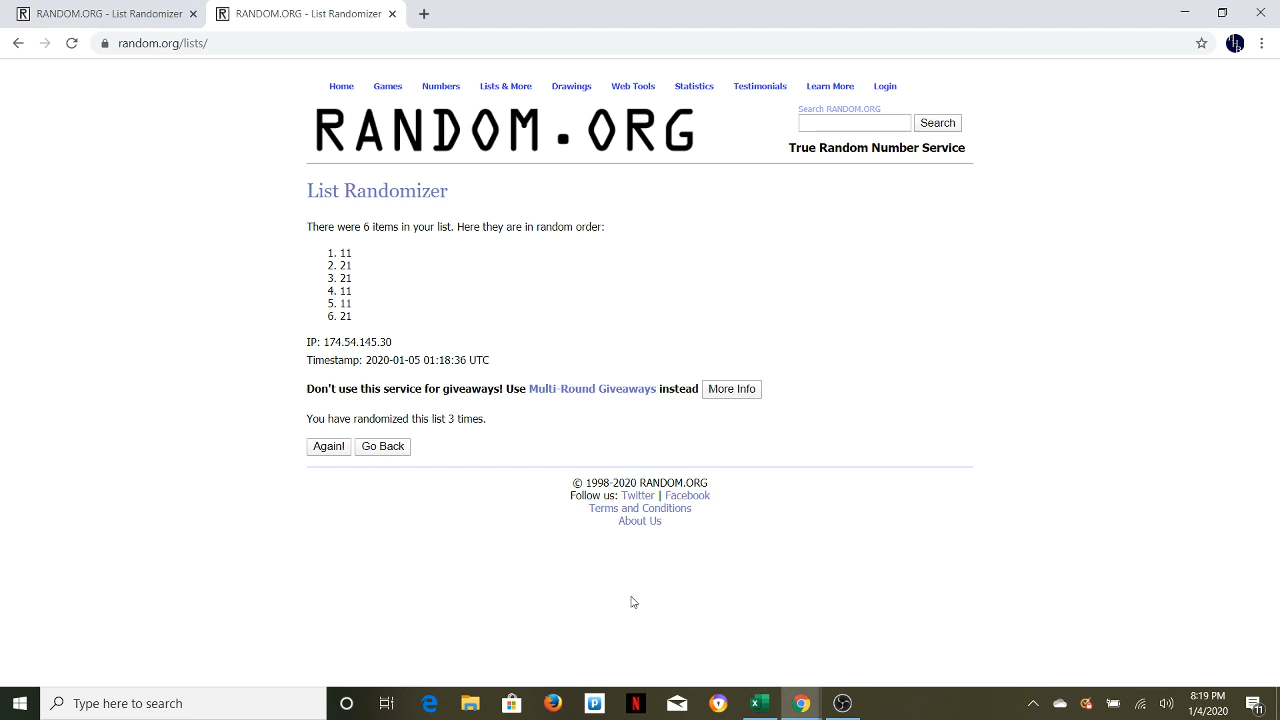 RANDOM.ORG - List Randomizer
RANDOM.ORG - List Randomizer
random.org/lists/
Home Games Numbers Lists & More Drawings Web Tools Statistics Testimonials Learn More Login
RANDOM.ORG
Search RANDOM.ORG
Search
True Random Number Service
List Randomizer
There were 6 items in your list. Here they are in random order:
1. 11
2. 21
3. 21
4. 11
5. 11
6. 21
IP: 174.54.145.30
Timestamp: 2020-01-05 01:18:36 UTC
Don't use this service for giveaways! Use Multi-Round Giveaways instead More Info
You have randomized this list 3 times.
Again! Go Back
© 1998-2020 RANDOM.ORG
Follow us: Twitter | Facebook
Terms and Conditions
About Us
Type here to search
8:19 PM
1/4/2020